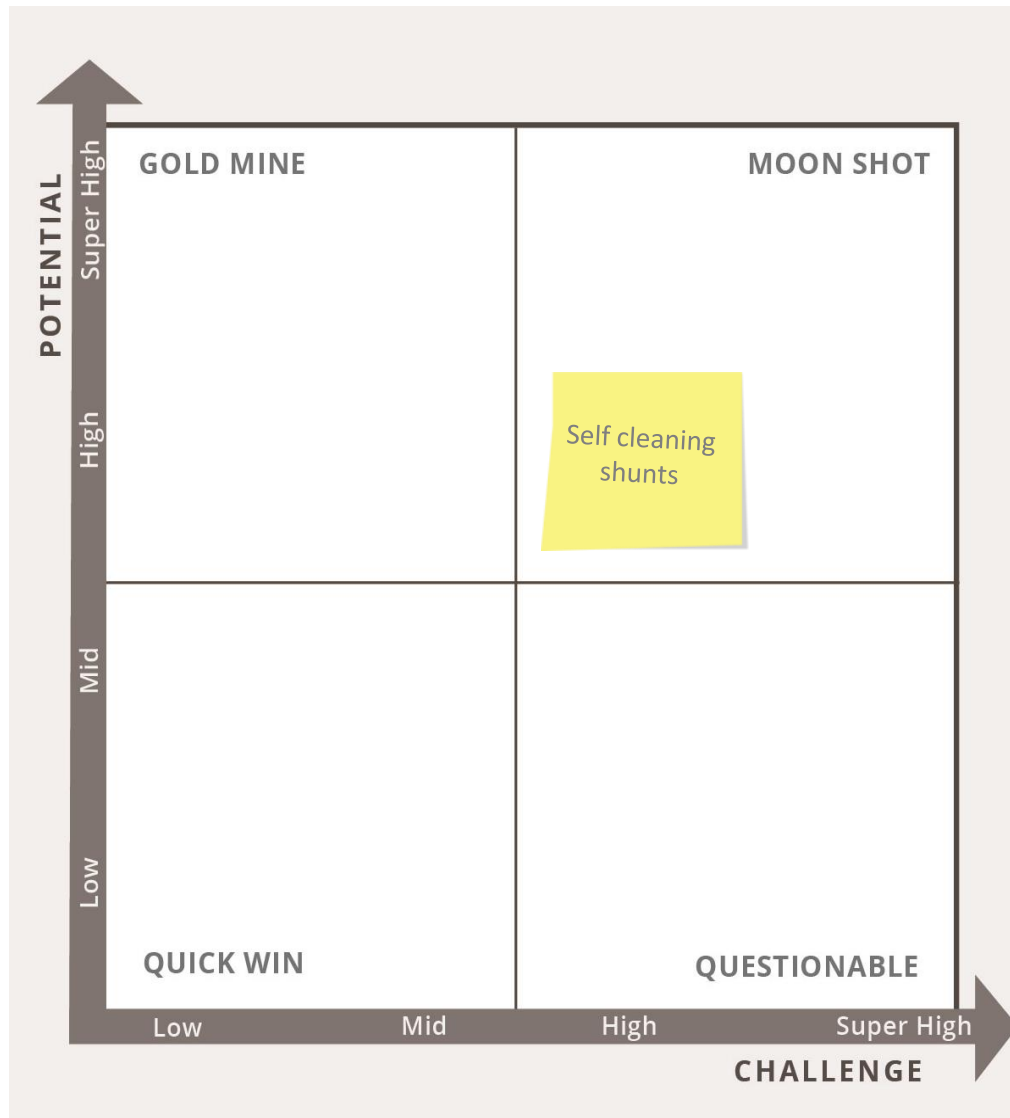 GOLD MINE
MOON SHOT
POTENTIAL
Super High
High
Mid
Low
Self cleaning
shunts
QUICK WIN
QUESTIONABLE
Low
Mid
High
Super High
CHALLENGE